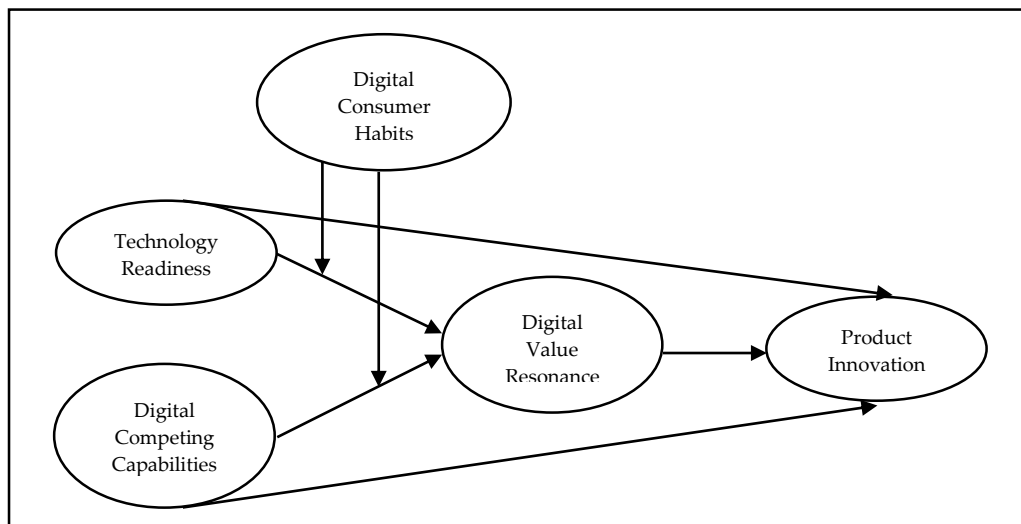 Digital
Consumer
Habits
Technology
Readiness
Digital
Value
Resonance
Product
Innovation
Digital
Competing
Capabilities